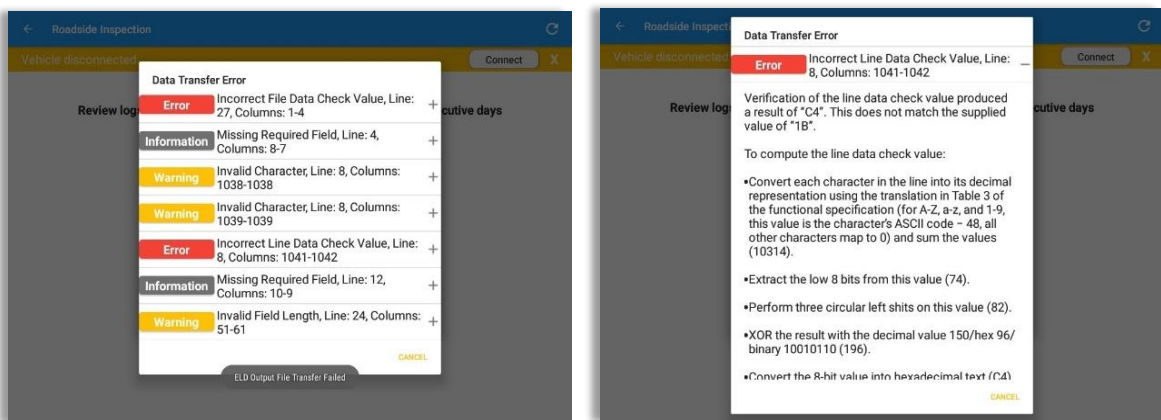 Roadside Inspection
Vehicle disconnected
Connect X
Review log
cutive days
Data Transfer Error
Error Incorrect File Data Check Value, Line:
27, Columns: 1-4
+
Information Missing Required Field, Line: 4,
Columns: 8-7
+
Warning Invalid Character, Line: 8, Columns:
1038-1038
+
Warning Invalid Character, Line: 8, Columns:
1039-1039
+
Error Incorrect Line Data Check Value, Line:
8, Columns: 1041-1042
+
Information Missing Required Field, Line: 12,
Columns: 10-9
+
Warning Invalid Field Length, Line: 24, Columns:
51-61
+
CANCEL
ELD Output File Transfer Failed
Roadside Inspect
Vehicle disconnected
Connect X
Review log
cutive days
Data Transfer Error
Error Incorrect Line Data Check Value, Line:
8, Columns: 1041-1042
–
Verification of the line data check value produced
a result of "C4". This does not match the supplied
value of "1B".
To compute the line data check value:
•Convert each character in the line into its decimal
representation using the translation in Table 3 of
the functional specification (for A-Z, a-z, and 1-9,
this value is the character's ASCII code – 48, all
other characters map to 0) and sum the values
(10314).
•Extract the low 8 bits from this value (74).
•Perform three circular left shits on this value (82).
•XOR the result with the decimal value 150/hex 96/
binary 10010110 (196).
•Convert the 8-bit value into hexadecimal text (C4)
CANCEL